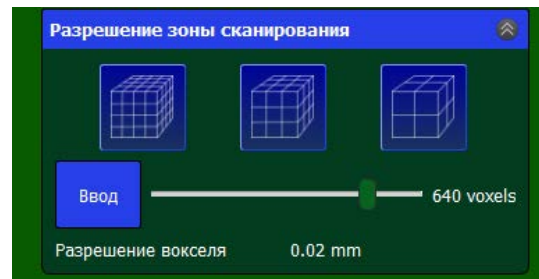 Разрешение зоны сканирования
Ввод 640 voxels
Разрешение вокселя 0.02 mm